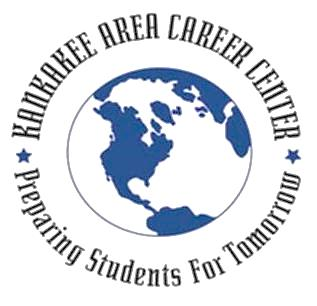 KANKAKEE AREA CAREER CENTER
Preparing Students For Tomorrow